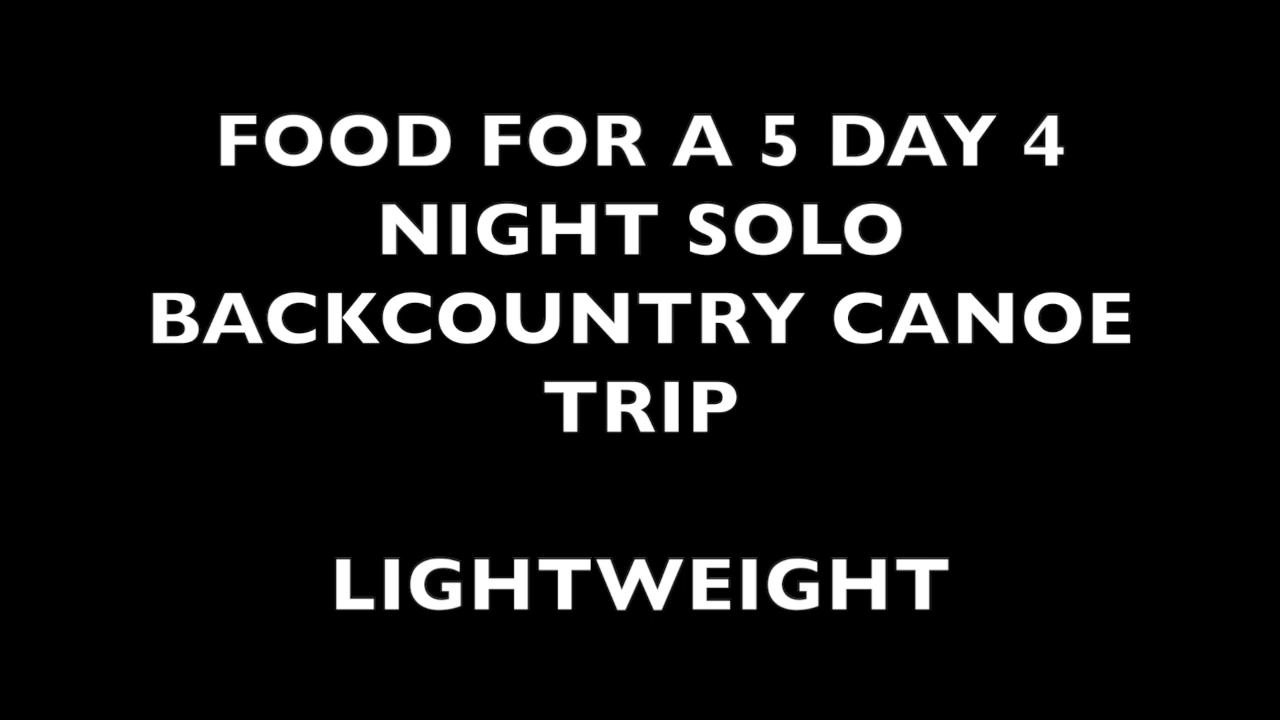 FOOD FOR A 5 DAY 4
NIGHT SOLO
BACKCOUNTRY CANOE
TRIP
LIGHTWEIGHT